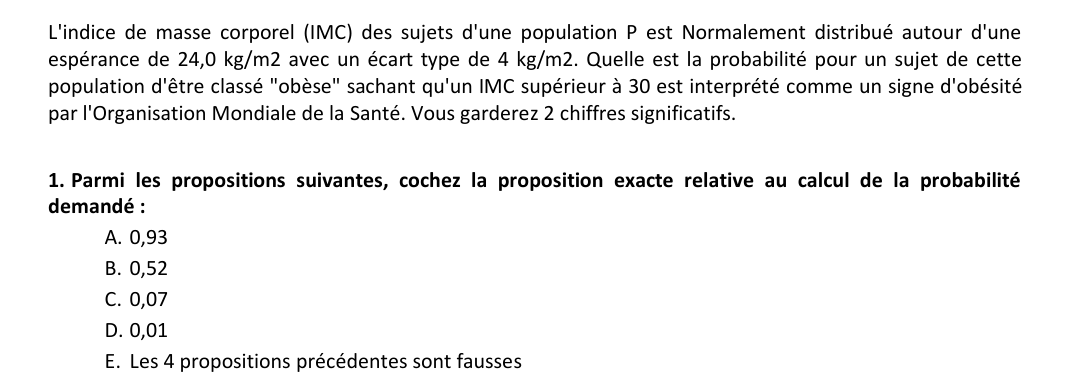 L'indice de masse corporel (IMC) des sujets d'une population P est Normalement distribué autour d'une
espérance de 24,0 kg/m2 avec un écart type de 4 kg/m2. Quelle est la probabilité pour un sujet de cette
population d'être classé "obèse" sachant qu'un IMC supérieur à 30 est interprété comme un signe d'obésité
par l'Organisation Mondiale de la Santé. Vous garderez 2 chiffres significatifs.
1. Parmi les propositions suivantes, cochez la proposition exacte relative au calcul de la probabilité
demandé :
A. 0,93
B. 0,52
C. 0,07
D. 0,01
E. Les 4 propositions précédentes sont fausses